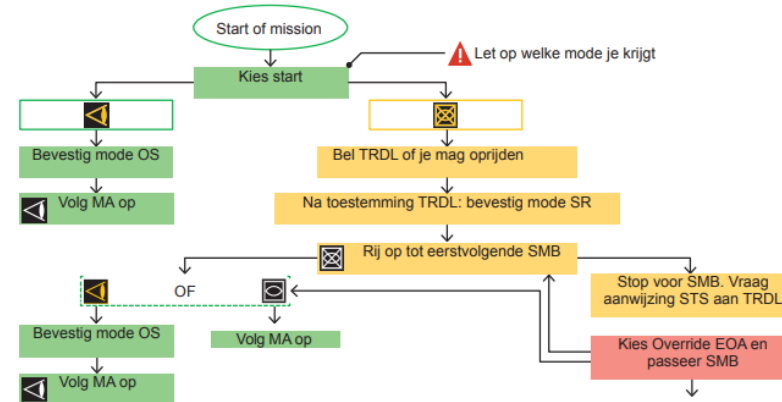 Start of mission
Let op welke mode je krijgt
Kies start
Bevestig mode OS
Bel TRDL of je mag oprijden
Volg MA op
Na toestemming TRDL: bevestig mode SR
Rij op tot eerstvolgende SMB
OF
Stop voor SMB. Vraag
aanwijzing STS aan TRDL
Bevestig mode OS
Volg MA op
Kies Override EOA en
passeer SMB
Volg MA op